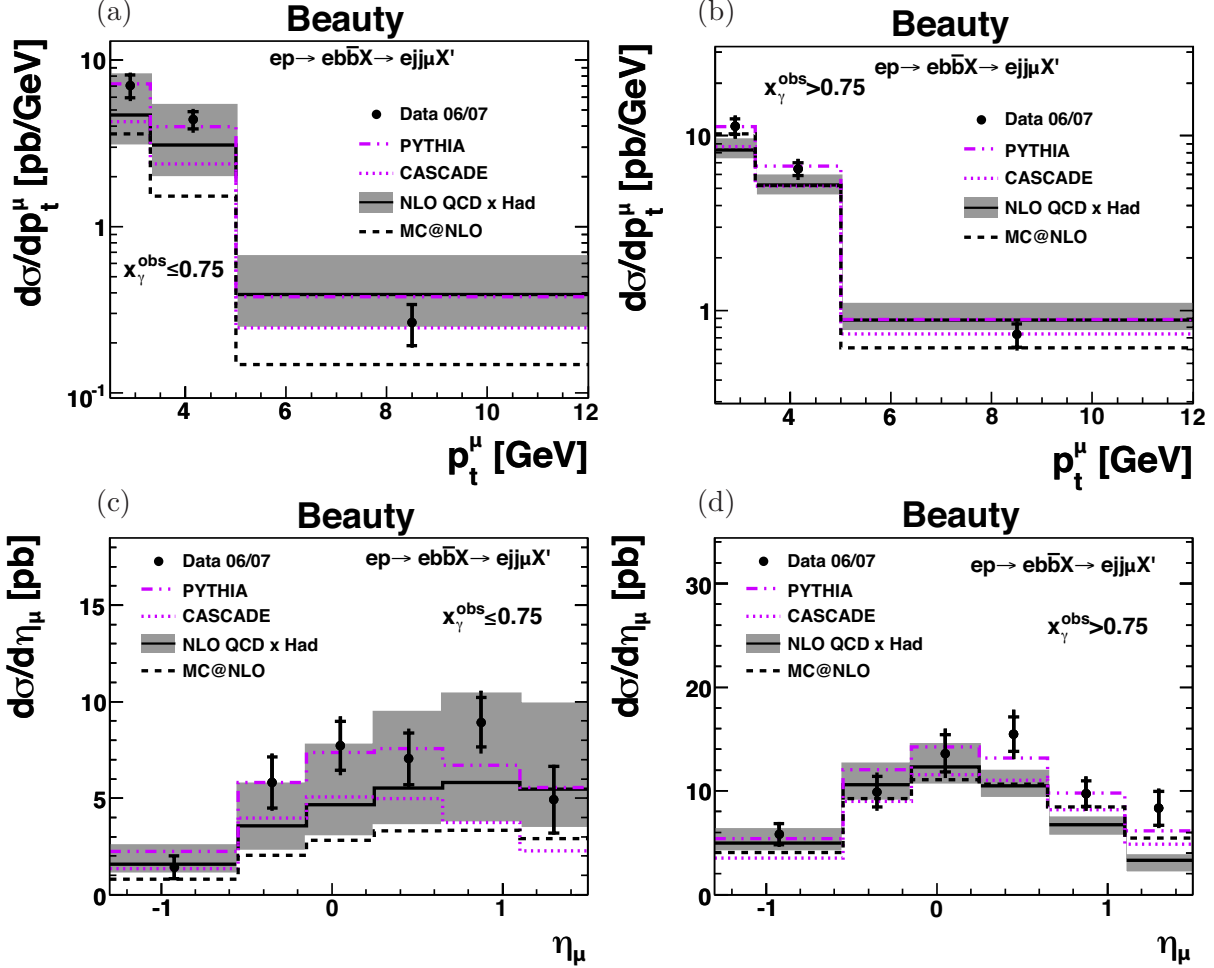 (a)
Beauty
ep→ ebb̅X→ ejjμX'
Data 06/07
PYTHIA
CASCADE
NLO QCD x Had
MC@NLO
x_γ^obs ≤0.75
dσ/dp_t^μ [pb/GeV]
10
1
10^-1
4 6 8 10 12
p_t^μ [GeV]
(b)
Beauty
ep→ ebb̅X→ ejjμX'
x_γ^obs >0.75
Data 06/07
PYTHIA
CASCADE
NLO QCD x Had
MC@NLO
dσ/dp_t^μ [pb/GeV]
10
1
4 6 8 10 12
p_t^μ [GeV]
(c)
Beauty
Data 06/07
ep→ ebb̅X→ ejjμX'
PYTHIA
CASCADE
x_γ^obs ≤0.75
NLO QCD x Had
MC@NLO
dσ/dη_μ [pb]
15
10
5
0
-1 0 1
η_μ
(d)
Beauty
Data 06/07
ep→ ebb̅X→ ejjμX'
PYTHIA
CASCADE
x_γ^obs >0.75
NLO QCD x Had
MC@NLO
dσ/dη_μ [pb]
30
20
10
0
-1 0 1
η_μ